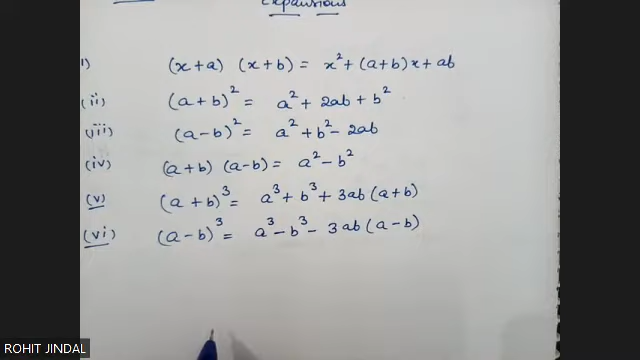 Expansions
i) (x+a) (x+b) = x² + (a+b)x + ab
(ii) (a+b)² = a² + 2ab + b²
(iii) (a-b)² = a² + b² - 2ab
(iv) (a+b) (a-b) = a² - b²
(v) (a+b)³ = a³ + b³ + 3ab(a+b)
(vi) (a-b)³ = a³ - b³ - 3ab(a-b)
ROHIT JINDAL